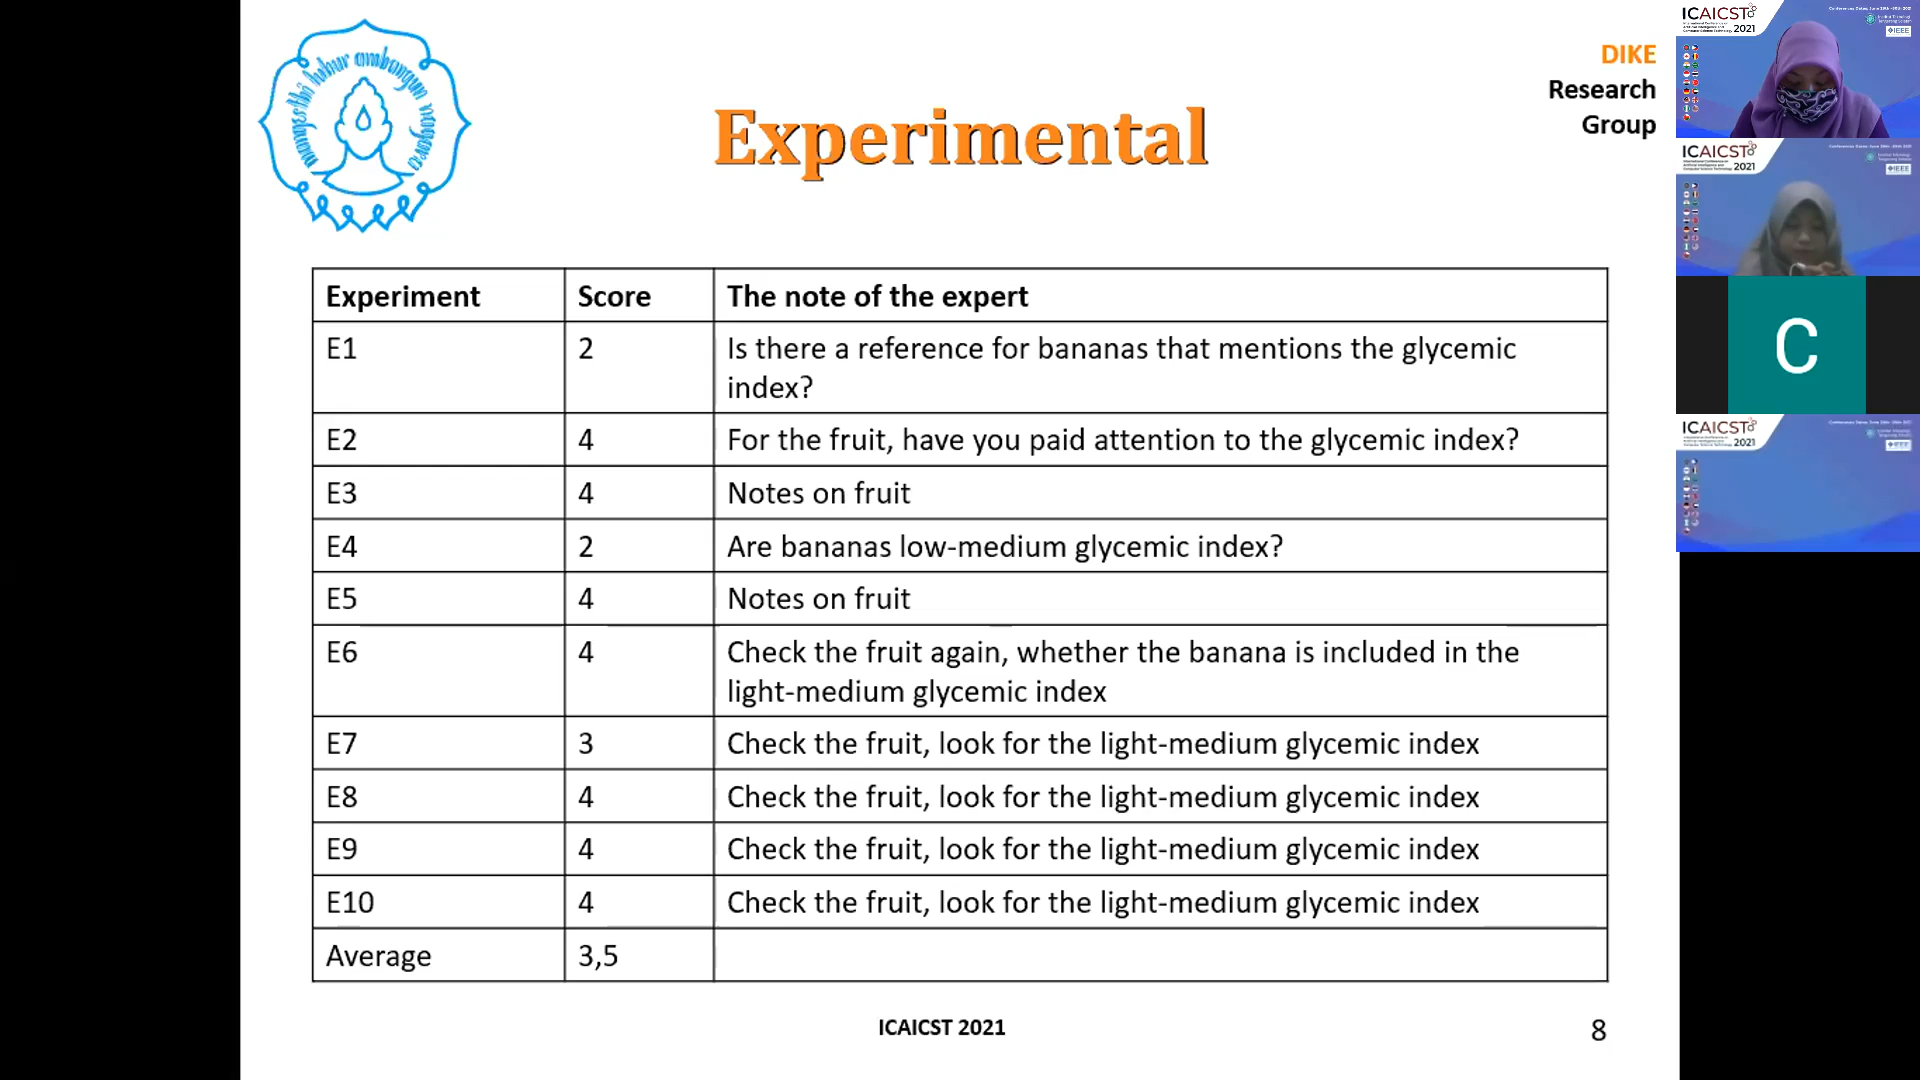 DIKE
Research
Group
Experimental
Experiment Score The note of the expert
E1 2 Is there a reference for bananas that mentions the glycemic
index?
E2 4 For the fruit, have you paid attention to the glycemic index?
E3 4 Notes on fruit
E4 2 Are bananas low-medium glycemic index?
E5 4 Notes on fruit
E6 4 Check the fruit again, whether the banana is included in the
light-medium glycemic index
E7 3 Check the fruit, look for the light-medium glycemic index
E8 4 Check the fruit, look for the light-medium glycemic index
E9 4 Check the fruit, look for the light-medium glycemic index
E10 4 Check the fruit, look for the light-medium glycemic index
Average 3,5
ICAICST 2021
8
ICAICST
2021
IEEE
ICAICST
2021
IEEE
C
ICAICST
2021
IEEE